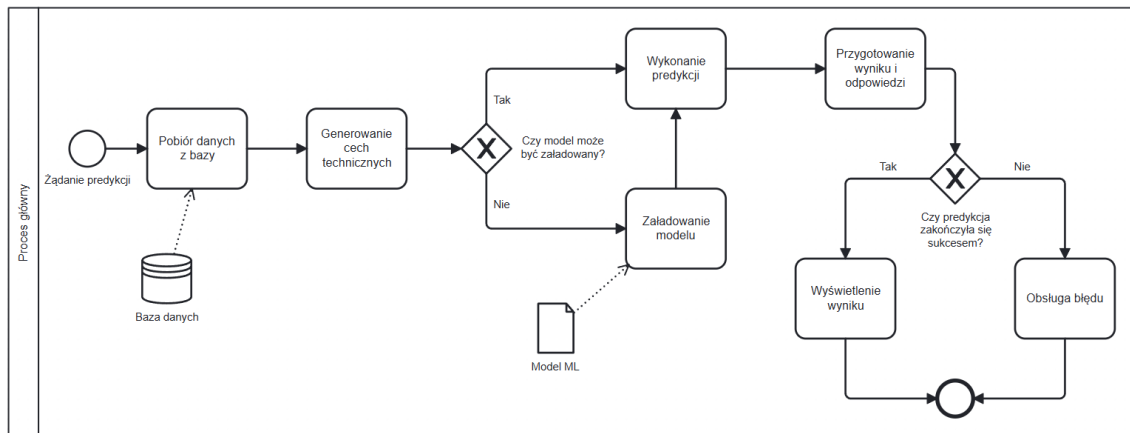 Proces główny
Żądanie predykcji
Pobiór danych
z bazy
Baza danych
Generowanie
cech
technicznych
Tak
Czy model może
być załadowany?
Nie
Wykonanie
predykcji
Załadowanie
modelu
Model ML
Przygotowanie
wyniku i
odpowiedzi
Tak
Nie
Czy predykcja
zakończyła się
sukcesem?
Wyświetlenie
wyniku
Obsługa błędu